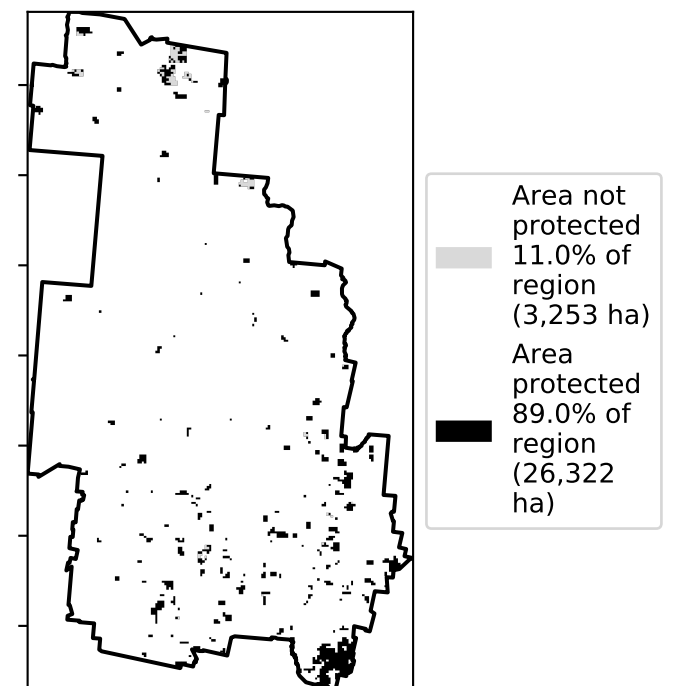 Area not
protected
11.0% of
region
(3,253 ha)
Area
protected
89.0% of
region
(26,322
ha)